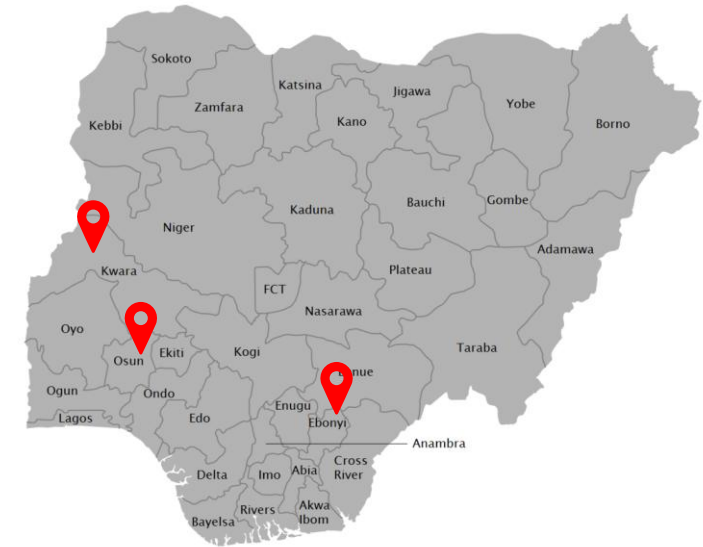 Sokoto
Katsina
Jigawa
Yobe
Zamfara
Kano
Borno
Kebbi
Bauchi
Gombe
Kaduna
Niger
Adamawa
Kwara
Plateau
FCT
Nasarawa
Oyo
Taraba
Osun
Ekiti
Kogi
Ogun
Ondo
Enugu
Lagos
Edo
Ebonyi
Anambra
Cross
River
Delta
Imo
Abia
Bayelsa
Rivers
Akwa
Ibom